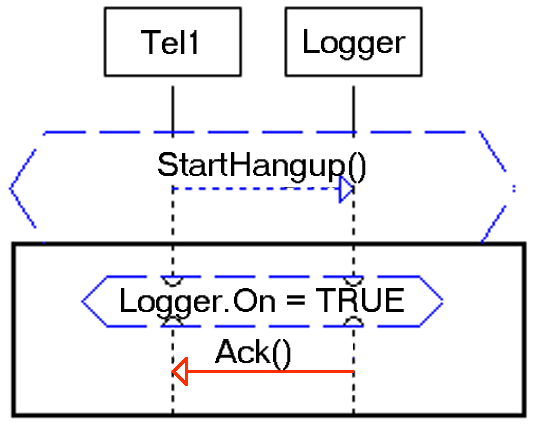 Tel1
Logger
StartHangup()
Logger.On = TRUE
Ack()